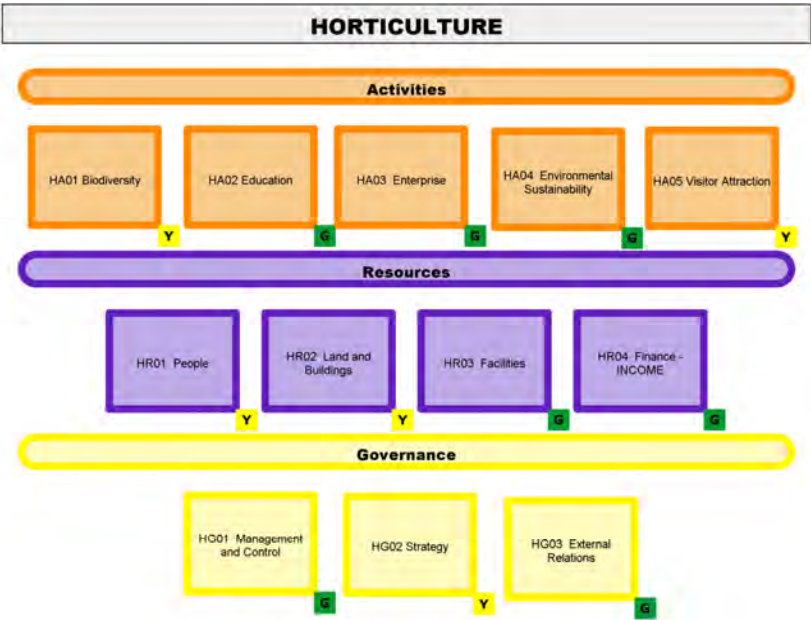 HORTICULTURE
Activities
HA01 Biodiversity
HA02 Education
HA03 Enterprise
HA04 Environmental
Sustainability
HA05 Visitor Attraction
Y
G
G
G
Y
Resources
HR01 People
HR02 Land and
Buildings
HR03 Facilities
HR04 Finance -
INCOME
Y
Y
G
G
Governance
HG01 Management
and Control
HG02 Strategy
HG03 External
Relations
G
Y
G